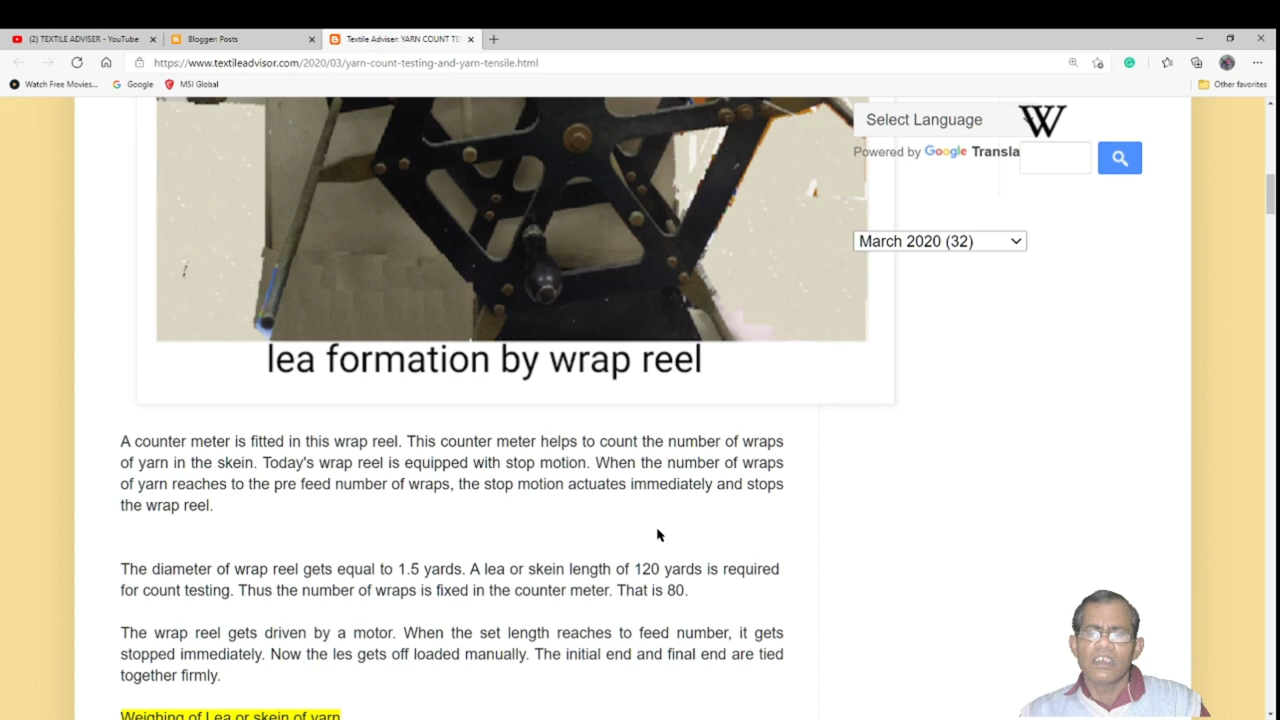 (2) TEXTILE ADVISER - YouTube
Blogger: Posts
Textile Adviser: YARN COUNT TE
https://www.textileadvisor.com/2020/03/yarn-count-testing-and-yarn-tensile.html
Watch Free Movies...
Google
MSI Global
Other favorites
Select Language
W
Powered by Google Transla
March 2020 (32)
lea formation by wrap reel
A counter meter is fitted in this wrap reel. This counter meter helps to count the number of wraps
of yarn in the skein. Today's wrap reel is equipped with stop motion. When the number of wraps
of yarn reaches to the pre feed number of wraps, the stop motion actuates immediately and stops
the wrap reel.
The diameter of wrap reel gets equal to 1.5 yards. A lea or skein length of 120 yards is required
for count testing. Thus the number of wraps is fixed in the counter meter. That is 80.
The wrap reel gets driven by a motor. When the set length reaches to feed number, it gets
stopped immediately. Now the les gets off loaded manually. The initial end and final end are tied
together firmly.
Weighing of Lea or skein of yarn